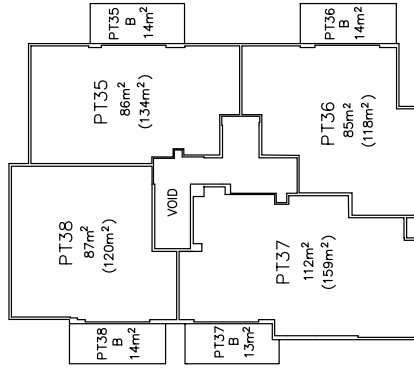 PT35
B
14m²
PT36
B
14m²
PT35
86m²
(134m²)
PT36
85m²
(118m²)
VOID
PT38
87m²
(120m²)
PT37
112m²
(159m²)
PT38
B
14m²
PT37
B
13m²